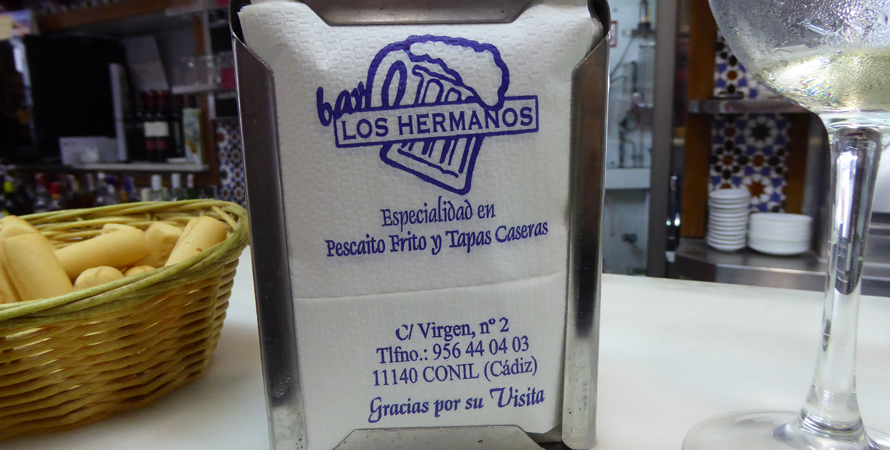 bar
LOS HERMANOS
Especialidad en
Pescaito Frito y Tapas Caseras
C/ Virgen, nº 2
Tlfno.: 956 44 04 03
11140 CONIL (Cádiz)
Gracias por su Visita